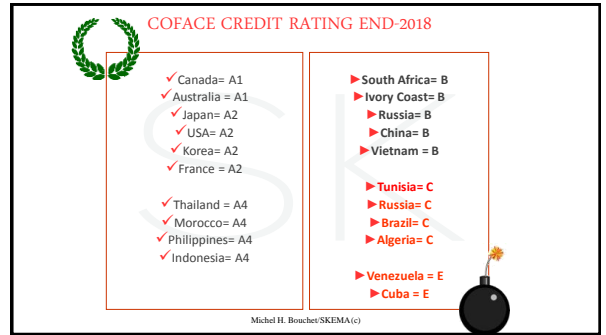 COFACE CREDIT RATING END-2018
✓Canada= A1
✓Australia = A1
✓Japan= A2
✓USA= A2
✓Korea= A2
✓France = A2
✓Thailand = A4
✓Morocco= A4
✓Philippines= A4
✓Indonesia= A4
►South Africa= B
►Ivory Coast= B
►Russia= B
►China= B
►Vietnam = B
►Tunisia= C
►Russia= C
►Brazil= C
►Algeria= C
►Venezuela = E
►Cuba = E
SK
Michel H. Bouchet/SKEMA(c)